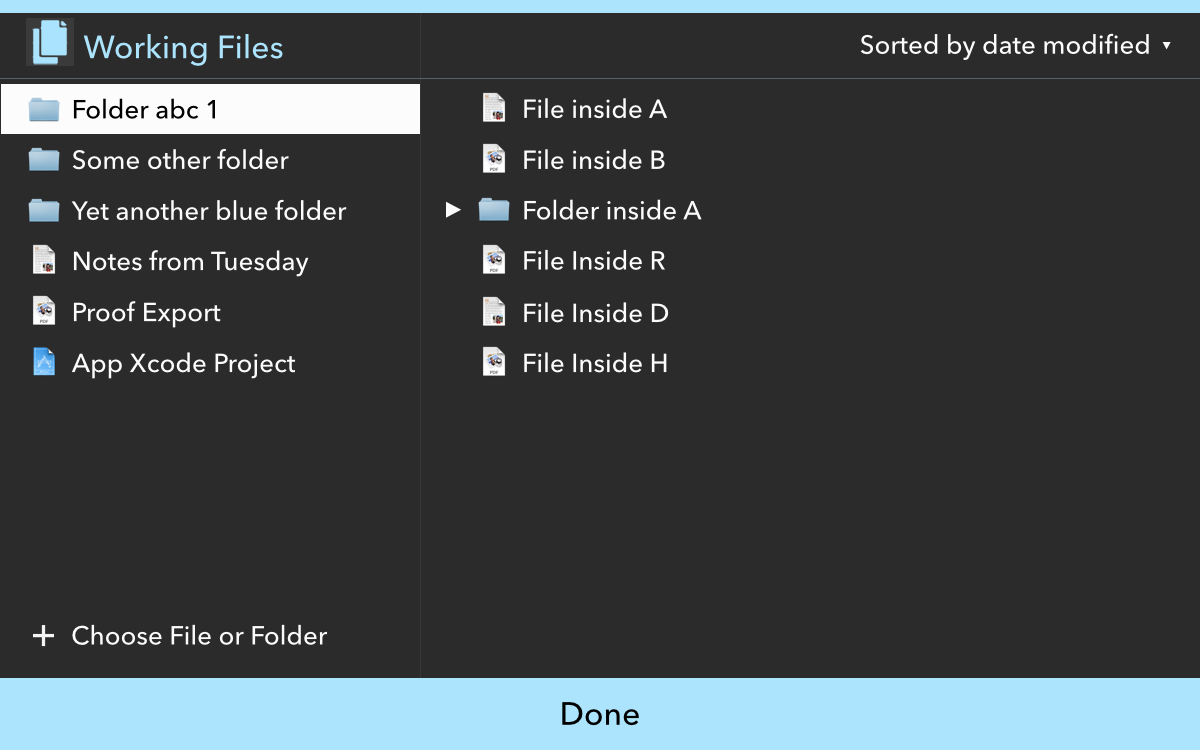 Working Files
Sorted by date modified ▼
Folder abc 1
Some other folder
Yet another blue folder
Notes from Tuesday
Proof Export
App Xcode Project
Choose File or Folder
File inside A
File inside B
Folder inside A
File Inside R
File Inside D
File Inside H
Done